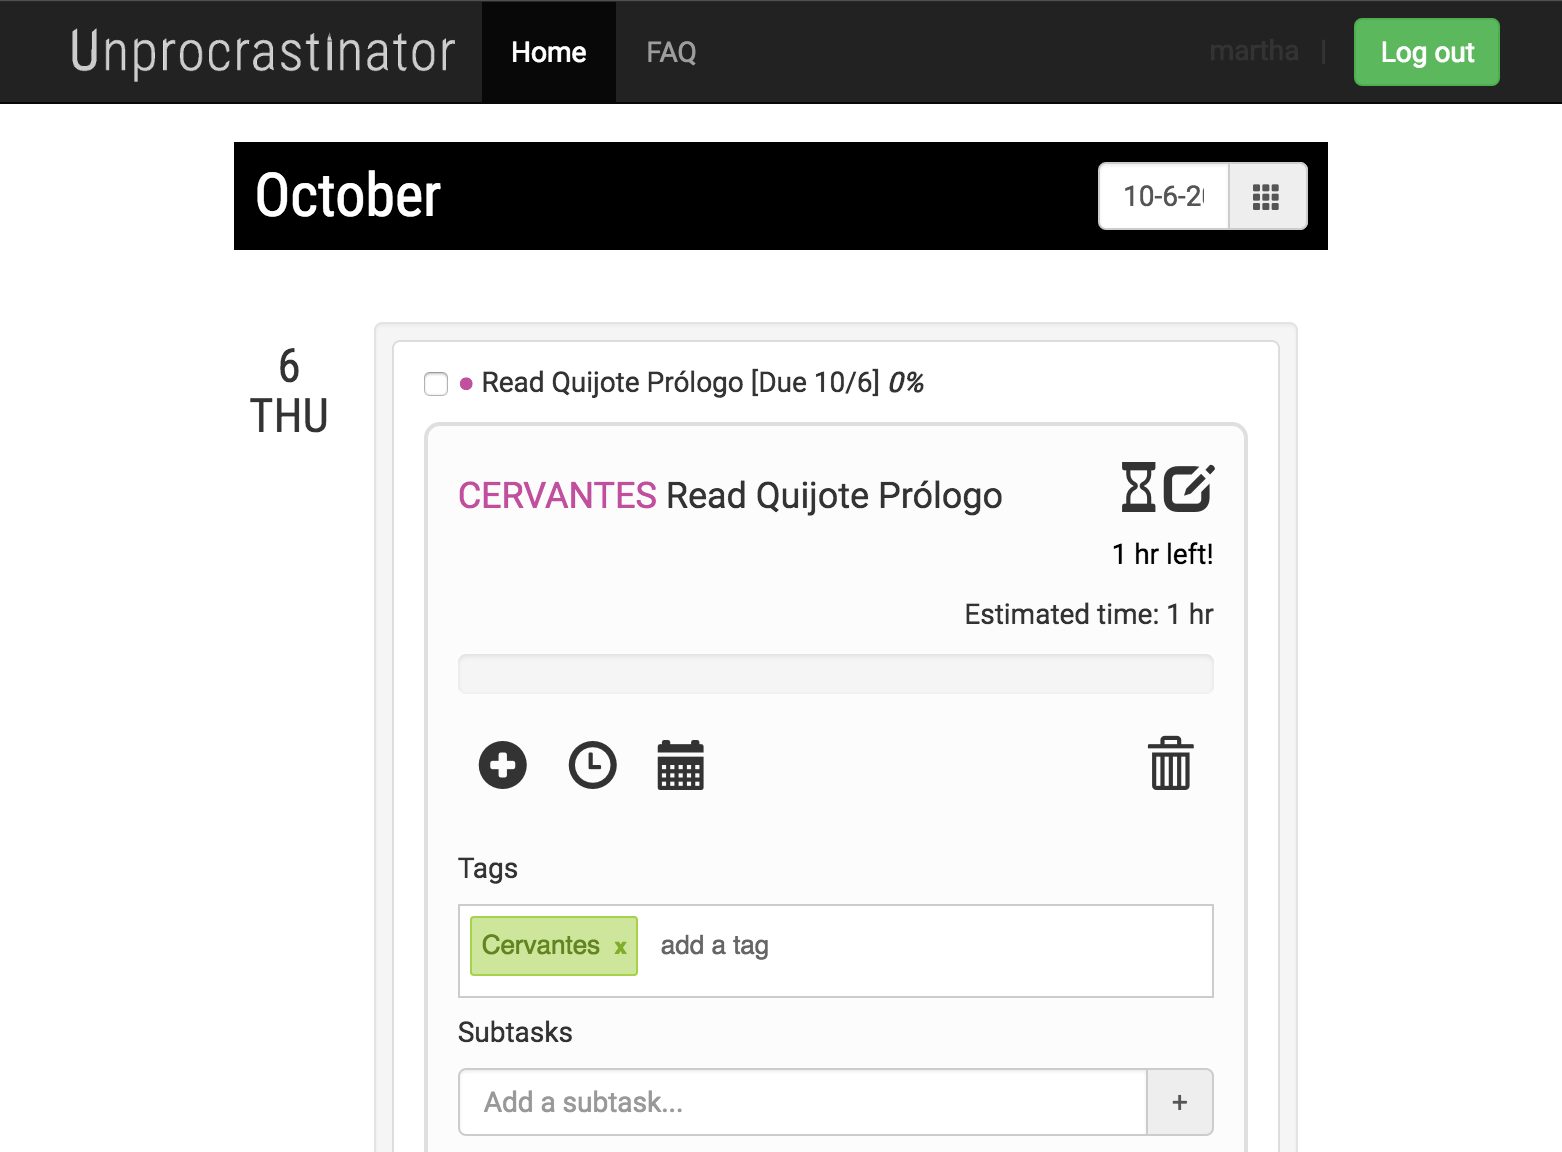 Unprocrastinator Home FAQ martha | Log out
October 10-6-20
6
THU
Read Quijote Prólogo [Due 10/6] 0%
CERVANTES Read Quijote Prólogo
1 hr left!
Estimated time: 1 hr
Tags
Cervantes x add a tag
Subtasks
Add a subtask... +